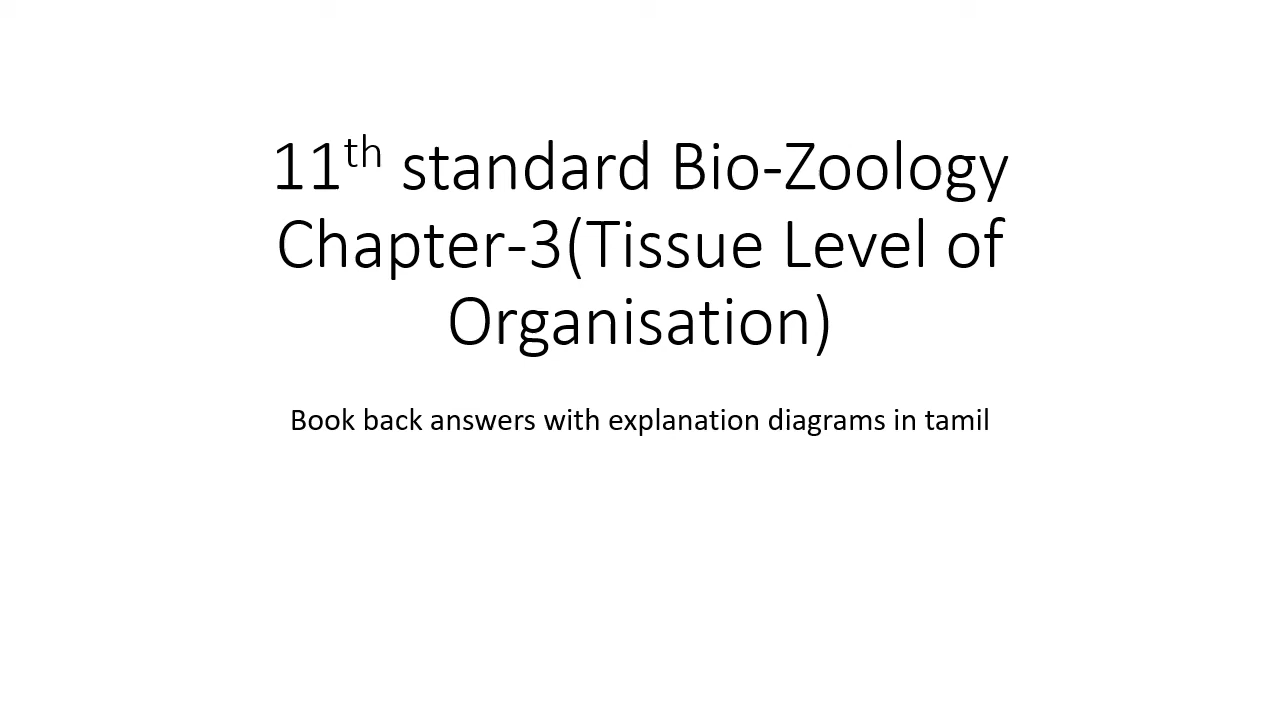 11th standard Bio-Zoology
Chapter-3(Tissue Level of
Organisation)
Book back answers with explanation diagrams in tamil